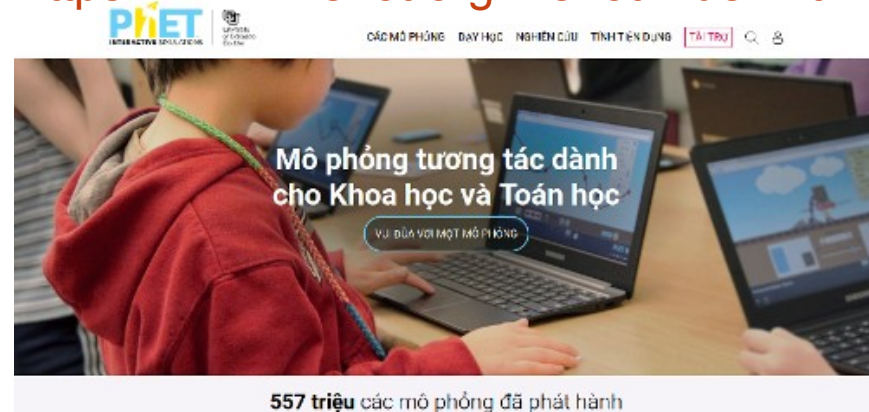 PhET
INTERACTIVE SIMULATIONS
CÁC MÔ PHỎNG DẠY HỌC NGHIÊN CỨU TÍNH TIỆN DỤNG TÀI TRỢ
Mô phỏng tương tác dành
cho Khoa học và Toán học
VUI ĐÙA VỚI MỘT MÔ PHỎNG
557 triệu các mô phỏng đã phát hành